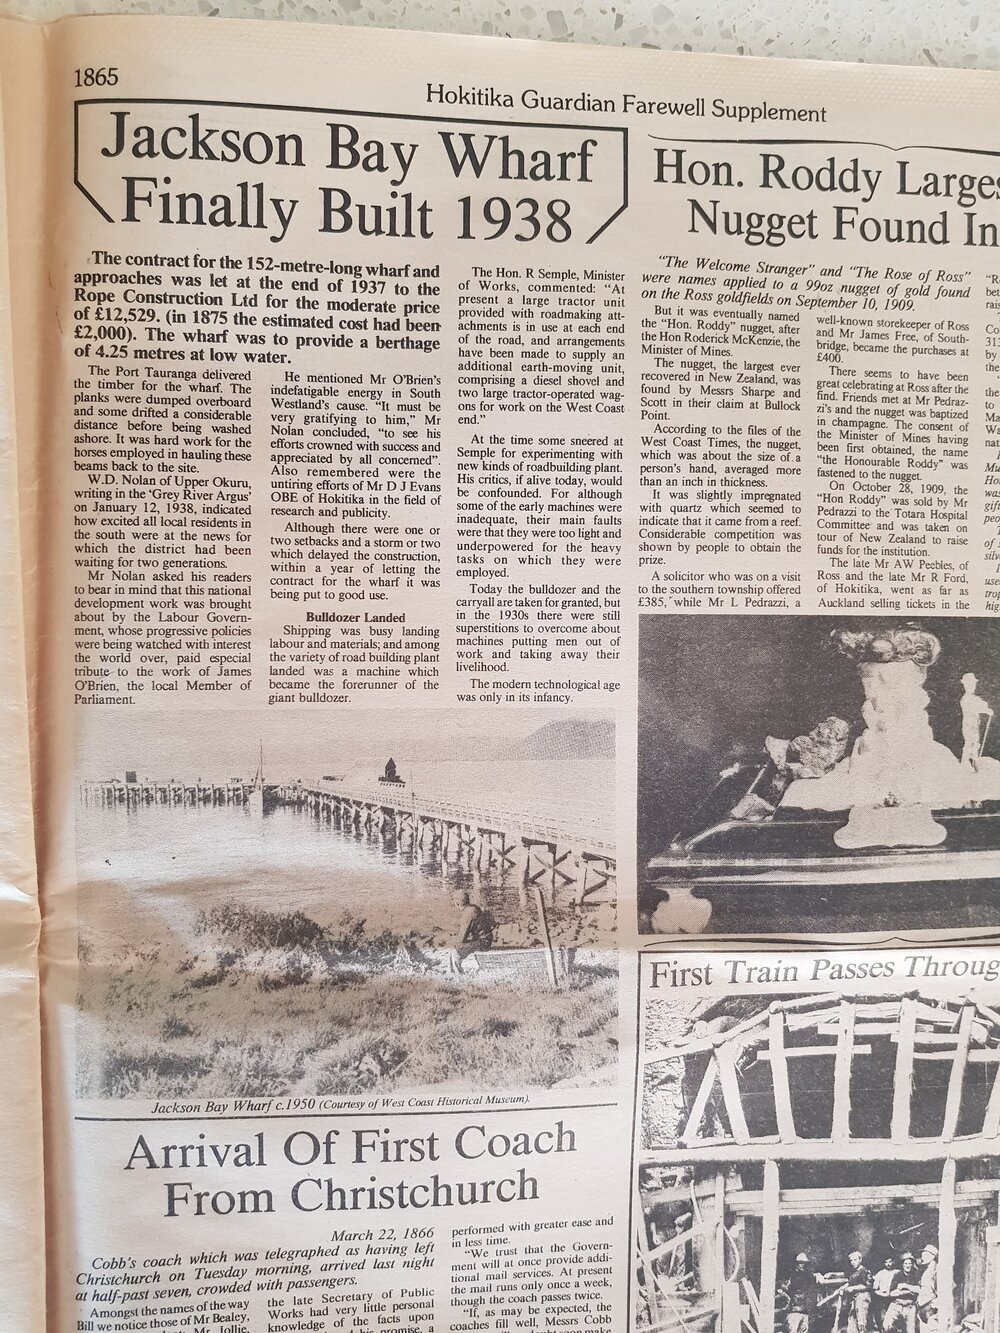 1865
Hokitika Guardian Farewell Supplement
Jackson Bay Wharf
Finally Built 1938
The contract for the 152-metre-long wharf and
approaches was let at the end of 1937 to the
Rope Construction Ltd for the moderate price
of £12,529. (in 1875 the estimated cost had been
£2,000). The wharf was to provide a berthage
of 4.25 metres at low water.
The Port Tauranga delivered
the timber for the wharf. The
planks were dumped overboard
and some drifted a considerable
distance before being washed
ashore. It was hard work for the
horses employed in hauling these
beams back to the site.
W.D. Nolan of Upper Okuru,
writing in the 'Grey River Argus'
on January 12, 1938, indicated
how excited all local residents in
the south were at the news for
which the district had been
waiting for two generations.
Mr Nolan asked his readers
to bear in mind that this national
development work was brought
about by the Labour Govern-
ment, whose progressive policies
were being watched with interest
the world over, paid especial
tribute to the work of James
O'Brien, the local Member of
Parliament.
He mentioned Mr O'Brien's
indefatigable energy in South
Westland's cause. "It must be
very gratifying to him," Mr
Nolan concluded, "to see his
efforts crowned with success and
appreciated by all concerned".
Also remembered were the
untiring efforts of Mr D J Evans
OBE of Hokitika in the field of
research and publicity.
Although there were one or
two setbacks and a storm or two
which delayed the construction,
within a year of letting the
contract for the wharf it was
being put to good use.
Bulldozer Landed
Shipping was busy landing
labour and materials; and among
the variety of road building plant
landed was a machine which
became the forerunner of the
giant bulldozer.
The Hon. R Semple, Minister
of Works, commented: "At
present a large tractor unit
provided with roadmaking att-
achments is in use at each end
of the road, and arrangements
have been made to supply an
additional earth-moving unit,
comprising a diesel shovel and
two large tractor-operated wag-
ons for work on the West Coast
end."
At the time some sneered at
Semple for experimenting with
new kinds of roadbuilding plant.
His critics, if alive today, would
be confounded. For although
some of the early machines were
inadequate, their main faults
were that they were too light and
underpowered for the heavy
tasks on which they were
employed.
Today the bulldozer and the
carryall are taken for granted, but
in the 1930s there were still
superstitions to overcome about
machines putting men out of
work and taking away their
livelihood.
The modern technological age
was only in its infancy.
Jackson Bay Wharf c.1950 (Courtesy of West Coast Historical Museum).
Arrival Of First Coach
From Christchurch
March 22, 1866
Cobb's coach which was telegraphed as having left
Christchurch on Tuesday morning, arrived last night
at half-past seven, crowded with passengers.
Amongst the names of the way
Bill we notice those of Mr Bealey,
Mr Jollie,
the late Secretary of Public
Works had very little personal
knowledge of the facts upon
promise, a
performed with greater ease and
in less time.
"We trust that the Govern-
ment will at once provide addi-
tional mail services. At present
the mail runs only once a week,
though the coach passes twice.
"If, as may be expected, the
coaches fill well, Messrs Cobb
Hon. Roddy Larges
Nugget Found In
"The Welcome Stranger" and "The Rose of Ross"
were names applied to a 99oz nugget of gold found
on the Ross goldfields on September 10, 1909.
But it was eventually named
the "Hon. Roddy" nugget, after
the Hon Roderick McKenzie, the
Minister of Mines.
The nugget, the largest ever
recovered in New Zealand, was
found by Messrs Sharpe and
Scott in their claim at Bullock
Point.
According to the files of the
West Coast Times, the nugget,
which was about the size of a
person's hand, averaged more
than an inch in thickness.
It was slightly impregnated
with quartz which seemed to
indicate that it came from a reef.
Considerable competition was
shown by people to obtain the
prize.
A solicitor who was on a visit
to the southern township offered
£385, while Mr L Pedrazzi, a
well-known storekeeper of Ross
and Mr James Free, of South-
bridge, became the purchases at
£400.
There seems to have been
great celebrating at Ross after the
find. Friends met at Mr Pedraz-
zi's and the nugget was baptized
in champagne. The consent of
the Minister of Mines having
been first obtained, the name
"the Honourable Roddy" was
fastened to the nugget.
On October 28, 1909, the
"Hon Roddy" was sold by Mr
Pedrazzi to the Totara Hospital
Committee and was taken on
tour of New Zealand to raise
funds for the institution.
The late Mr AW Peebles, of
Ross and the late Mr R Ford,
of Hokitika, went as far as
Auckland selling tickets in the
First Train Passes Throug